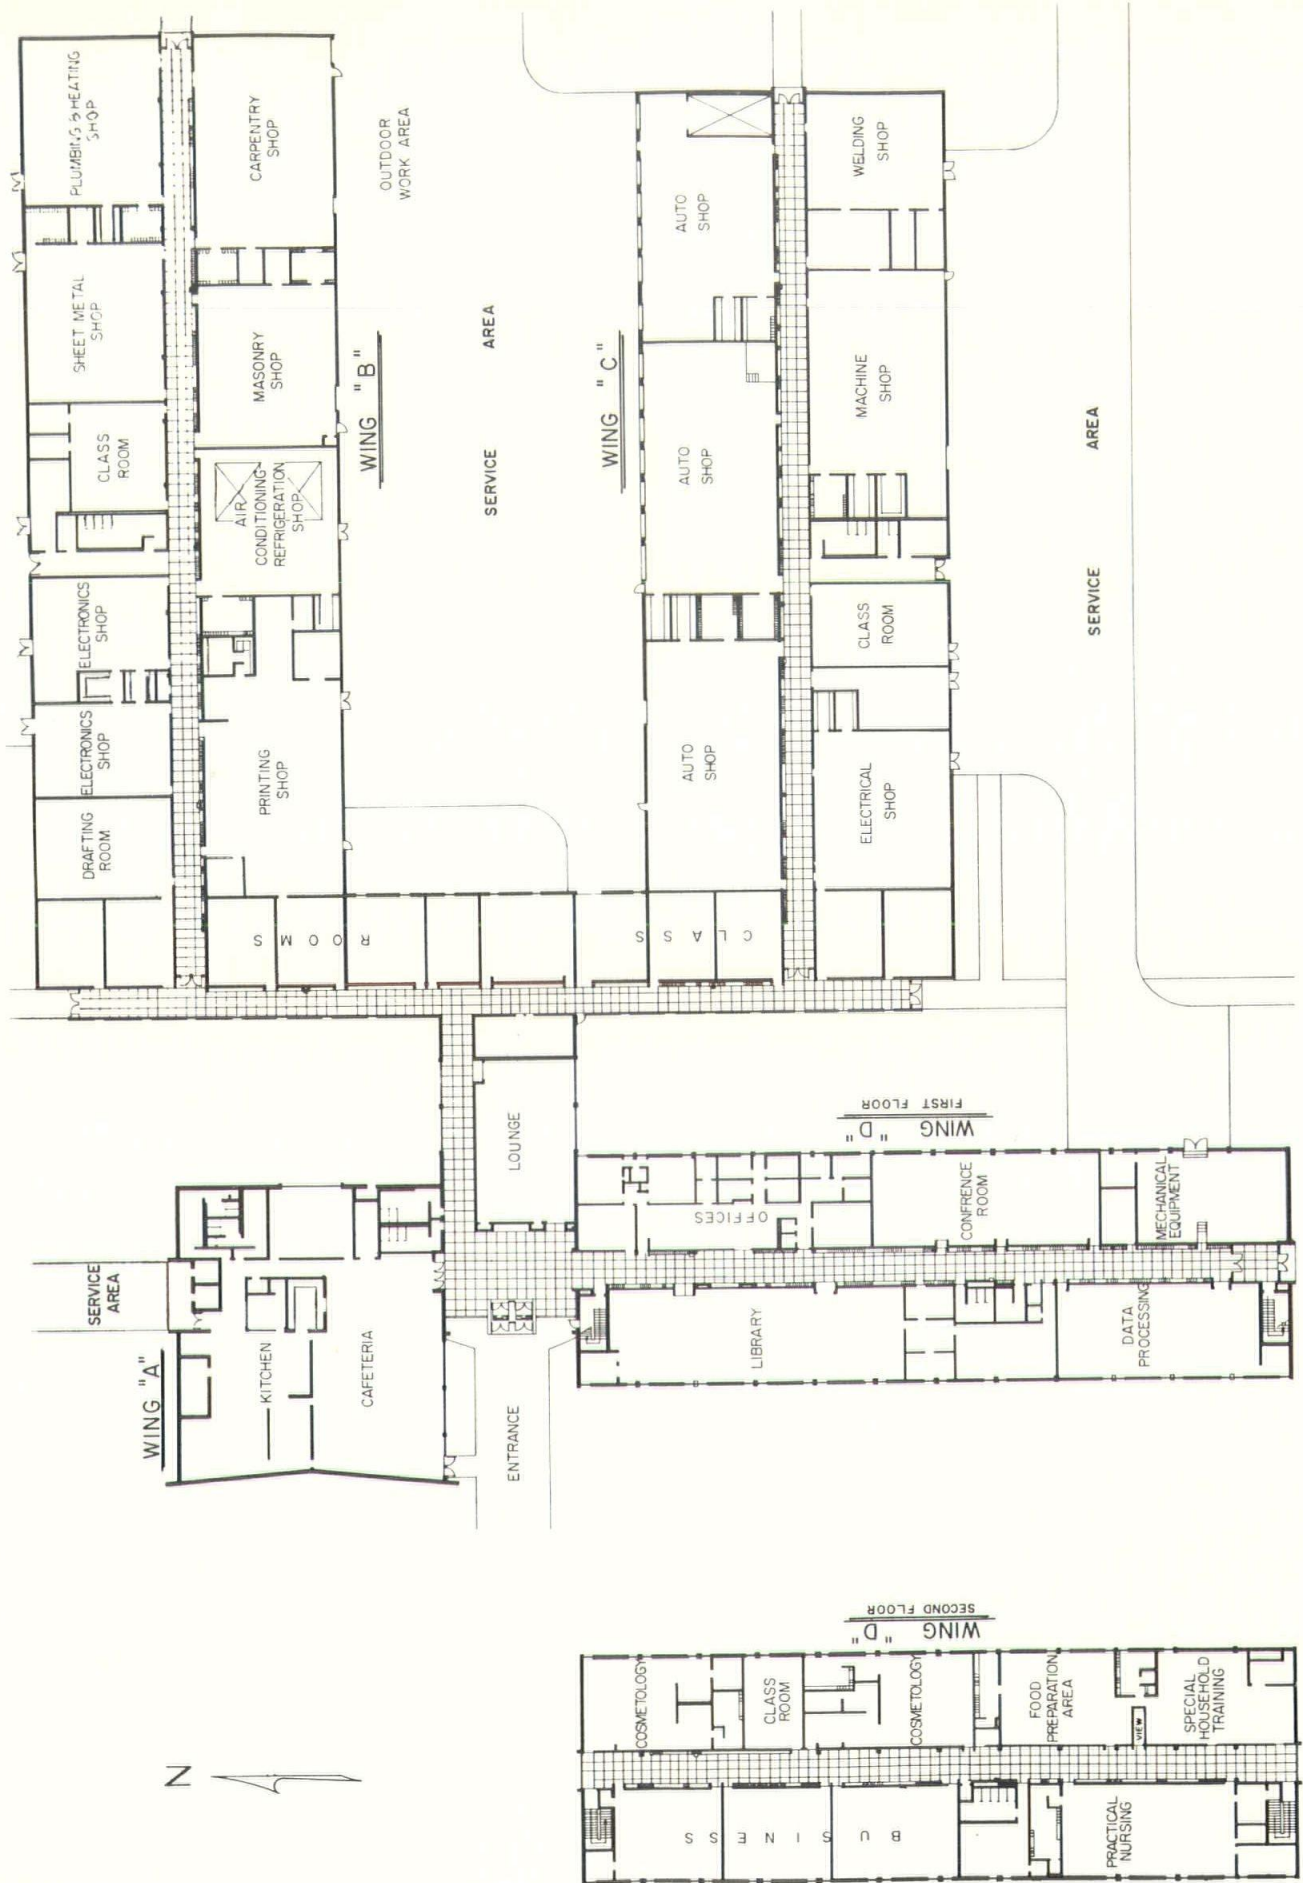 PLUMBING & HEATING
SHOP
CARPENTRY
SHOP
OUTDOOR
WORK AREA
SHEET METAL
SHOP
MASONRY
SHOP
WING "B"
CLASS
ROOM
AIR
CONDITIONING
REFRIGERATION
SHOP
ELECTRONICS
SHOP
ELECTRONICS
SHOP
PRINTING
SHOP
DRAFTING
ROOM
SERVICE AREA
AUTO
SHOP
WELDING
SHOP
WING "C"
AUTO
SHOP
MACHINE
SHOP
CLASS
ROOM
AUTO
SHOP
ELECTRICAL
SHOP
SERVICE AREA
CLASS ROOMS
LOUNGE
SERVICE
AREA
WING "A"
KITCHEN
CAFETERIA
ENTRANCE
WING "D"
FIRST FLOOR
OFFICES
CONFRENCE
ROOM
MECHANICAL
EQUIPMENT
LIBRARY
DATA
PROCESSING
N
WING "D"
SECOND FLOOR
COSMETOLOGY
CLASS
ROOM
COSMETOLOGY
FOOD
PREPARATION
AREA
VIEW
SPECIAL
HOUSEHOLD
TRAINING
BUSINESS
PRACTICAL
NURSING